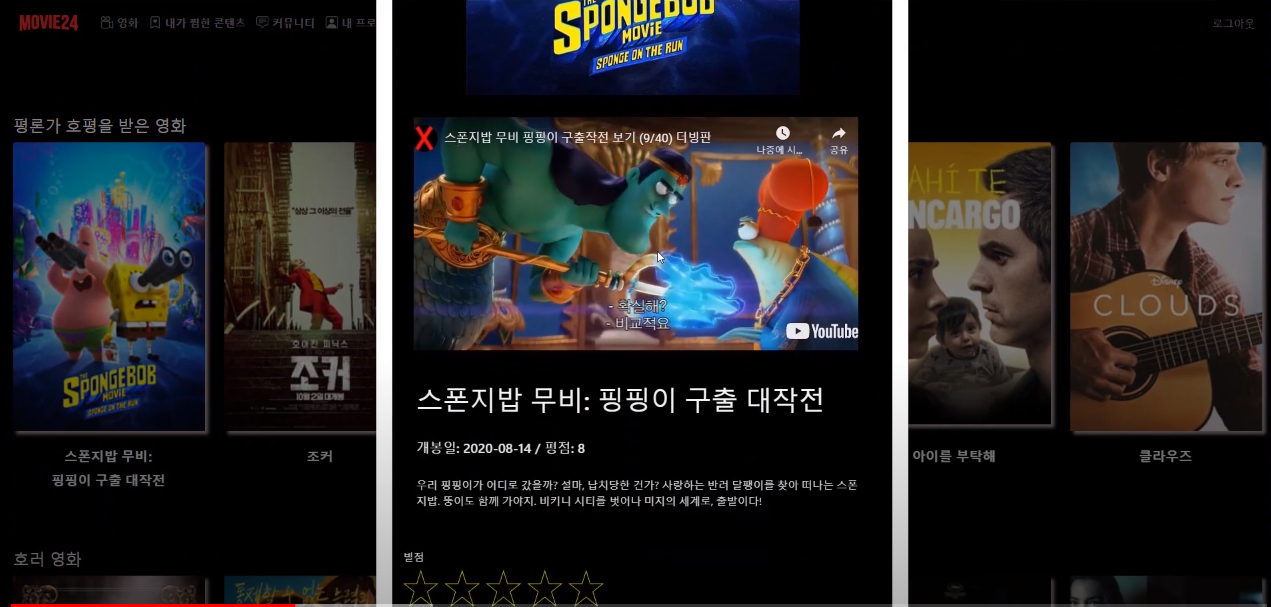 MOVIE24 영화 내가 찜한 콘텐츠 커뮤니티 내 프로
로그아웃
THE
SPONGEBOB
MOVIE
SPONGE ON THE RUN
평론가 호평을 받은 영화
스폰지밥 무비 핑핑이 구출작전 보기 (9/40) 더빙판
나중에 시...
공유
- 확실해?
- 비교적요
YouTube
THE
SPONGEBOB
MOVIE
SPONGE ON THE RUN
"상상 그 이상의 전율"
호아킨 피닉스
조커
10월 2일 대개봉
AHÍ TE
NCARGO
Disney
CLOUDS
스폰지밥 무비:
핑핑이 구출 대작전
조커
아이를 부탁해
클라우즈
스폰지밥 무비: 핑핑이 구출 대작전
개봉일: 2020-08-14 / 평점: 8
우리 핑핑이가 어디로 갔을까? 설마, 납치당한 건가? 사랑하는 반려 달팽이를 찾아 떠나는 스폰
지밥. 뚱이도 함께 가야지. 비키니 시티를 벗어나 미지의 세계로, 출발이다!
호러 영화
별점